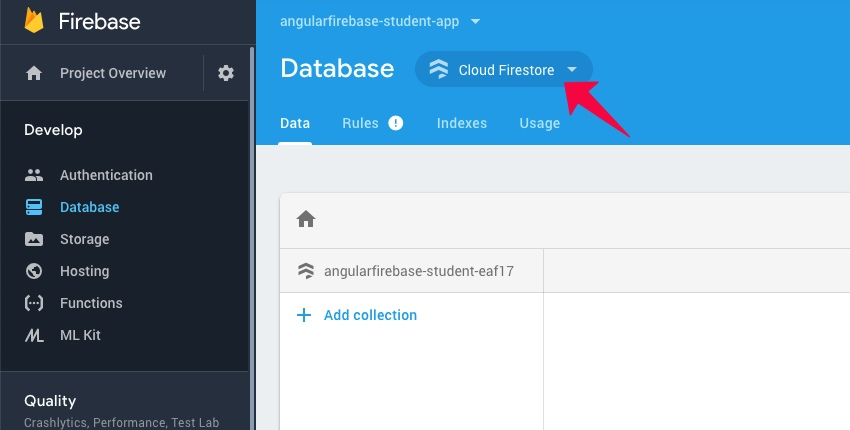 Firebase
Project Overview
Develop
Authentication
Database
Storage
Hosting
Functions
ML Kit
Quality
Crashlytics, Performance, Test Lab
angularfirebase-student-app
Database Cloud Firestore
Data Rules ! Indexes Usage
angularfirebase-student-eaf17
+ Add collection